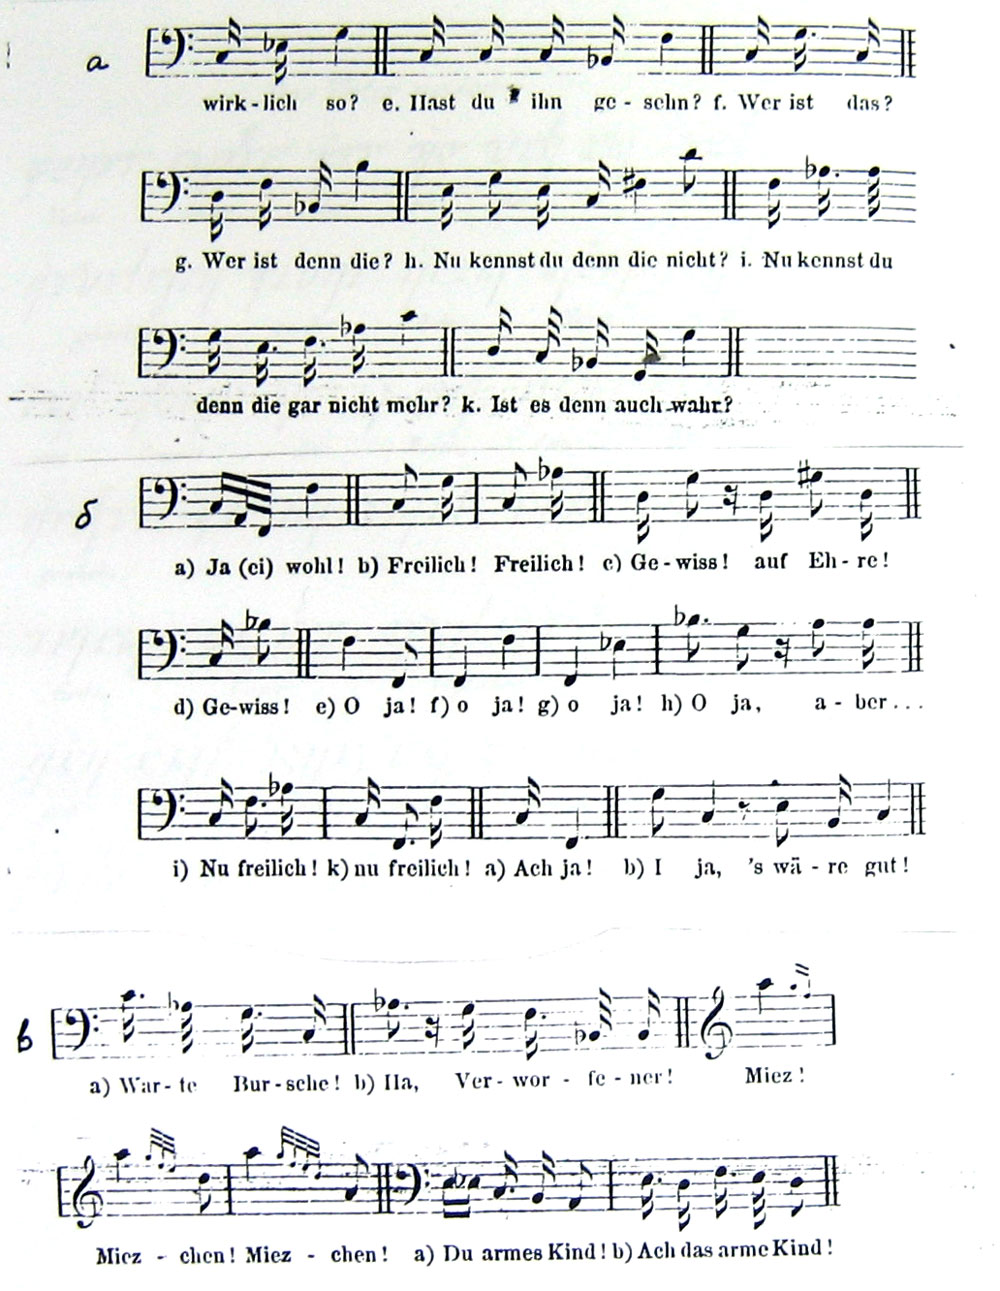 а
wirk-lich so? e. Hast du ihn ge-sehn? f. Wer ist das?
g. Wer ist denn die? h. Nu kennst du denn die nicht? i. Nu kennst du
denn die gar nicht mehr? k. Ist es denn auch wahr?
б
a) Ja (ei) wohl! b) Freilich! Freilich! c) Ge-wiss! auf Eh-re!
d) Ge-wiss! e) O ja! f) o ja! g) o ja! h) O ja, a-ber...
i) Nu freilich! k) nu freilich! a) Ach ja! b) I ja, 's wä-re gut!
в
a) War-te Bur-sche! b) Ha, Ver-wor-fe-ner! Miez!
Miez-chen! Miez-chen! a) Du armes Kind! b) Ach das arme Kind!